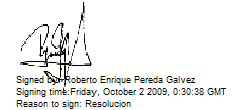 Signed by: Roberto Enrique Pereda Galvez
Signing time: Friday, October 2 2009, 0:30:38 GMT
Reason to sign: Resolucion